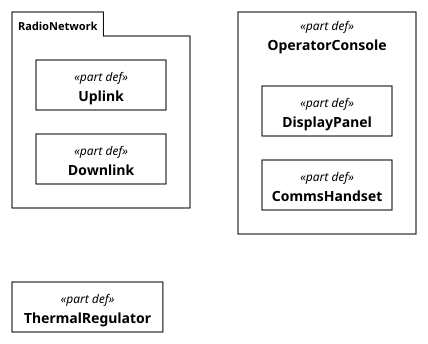 RadioNetwork
«part def»
Uplink
«part def»
Downlink
«part def»
OperatorConsole
«part def»
DisplayPanel
«part def»
CommsHandset
«part def»
ThermalRegulator